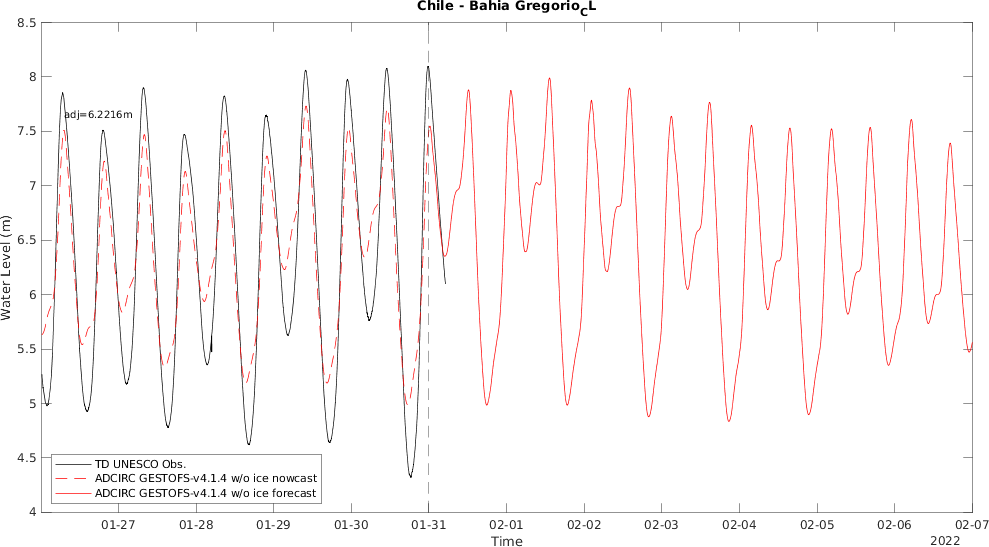 Chile - Bahia Gregorio_CL
8.5
8
7.5
7
6.5
6
5.5
5
4.5
4
Water Level (m)
adj=6.2216m
TD UNESCO Obs.
ADCIRC GESTOFS-v4.1.4 w/o ice nowcast
ADCIRC GESTOFS-v4.1.4 w/o ice forecast
01-27 01-28 01-29 01-30 01-31 02-01 02-02 02-03 02-04 02-05 02-06 02-07
Time
2022